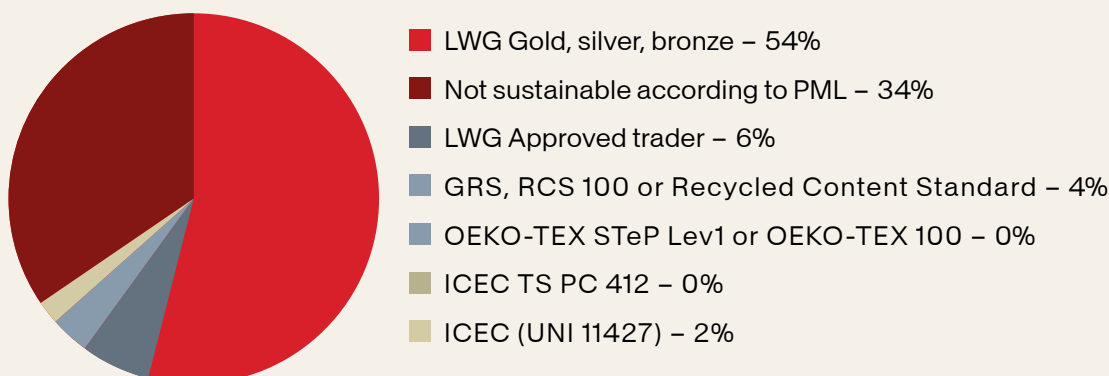 LWG Gold, silver, bronze – 54%
Not sustainable according to PML – 34%
LWG Approved trader – 6%
GRS, RCS 100 or Recycled Content Standard – 4%
OEKO-TEX STeP Lev1 or OEKO-TEX 100 – 0%
ICEC TS PC 412 – 0%
ICEC (UNI 11427) – 2%